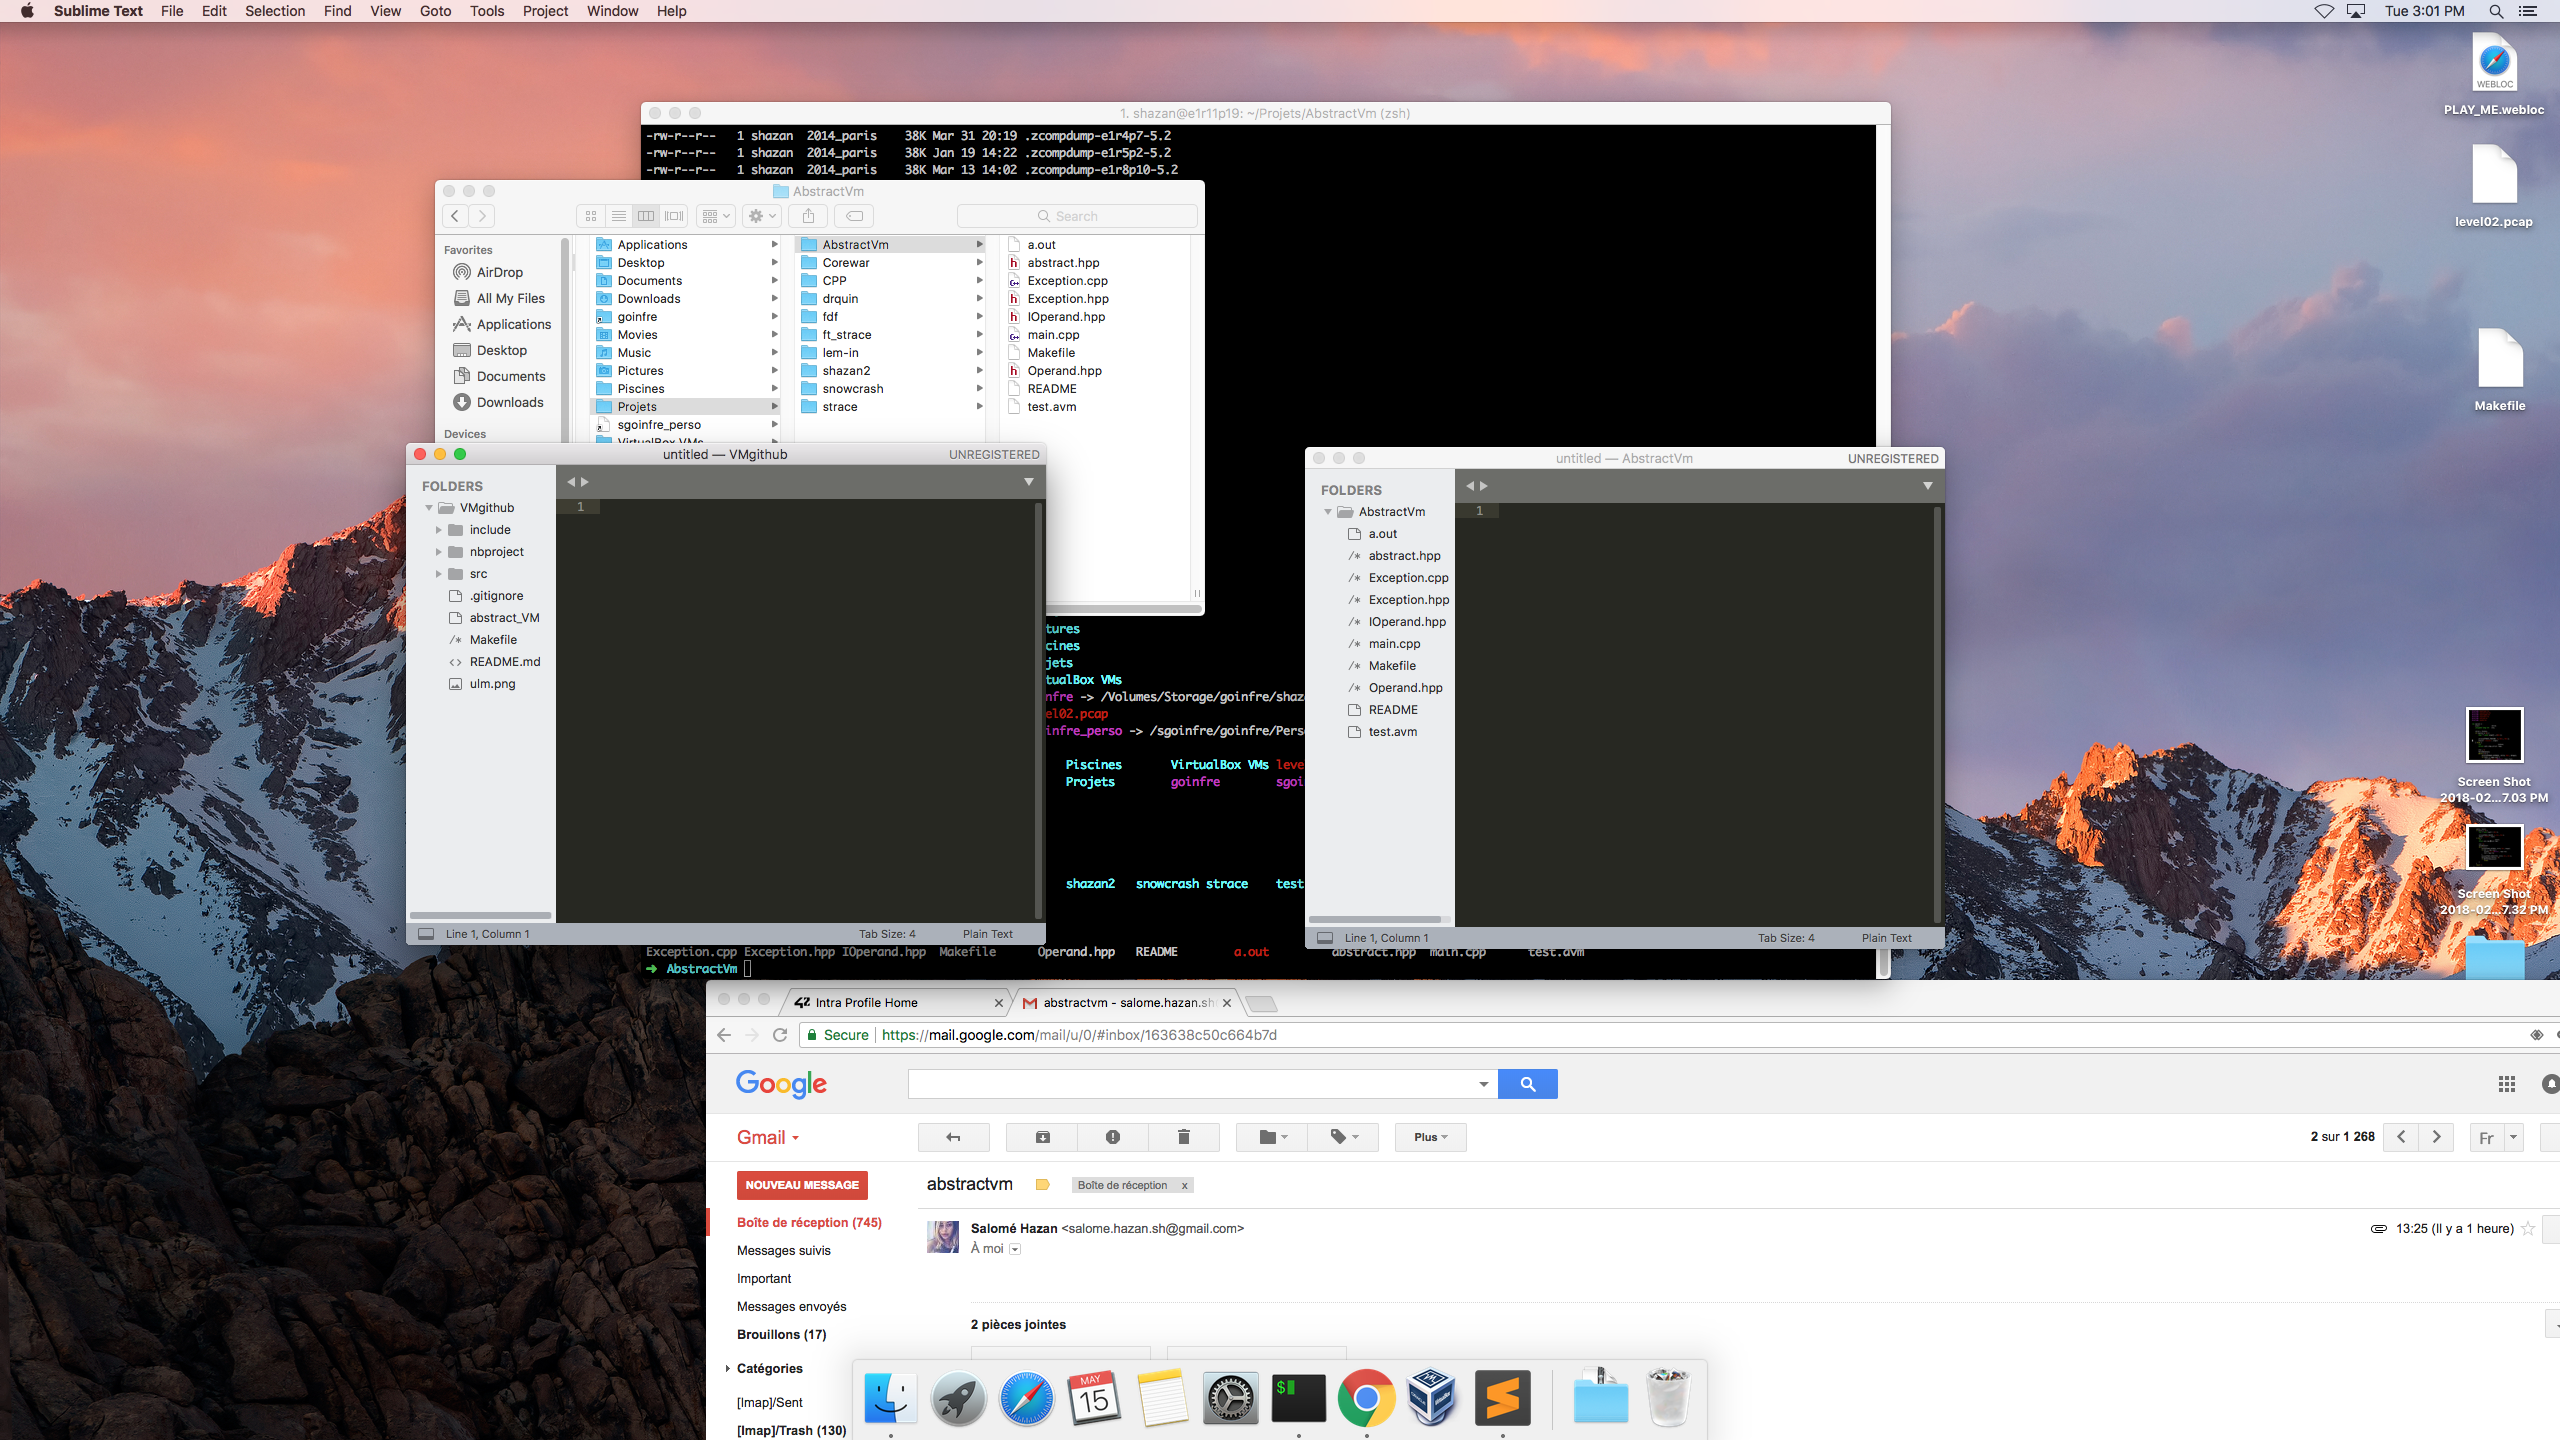 Sublime Text File Edit Selection Find View Goto Tools Project Window Help
Tue 3:01 PM
WEBLOC
PLAY_ME.webloc
level02.pcap
Makefile
Screen Shot
2018-02...7.03 PM
Screen Shot
2018-02...7.32 PM
1. shazan@e1r11p19: ~/Projets/AbstractVm (zsh)
-rw-r--r-- 1 shazan 2014_paris 38K Mar 31 20:19 .zcompdump-e1r4p7-5.2
-rw-r--r-- 1 shazan 2014_paris 38K Jan 19 14:22 .zcompdump-e1r5p2-5.2
-rw-r--r-- 1 shazan 2014_paris 38K Mar 13 14:02 .zcompdump-e1r8p10-5.2
AbstractVm
Search
Favorites
AirDrop
All My Files
Applications
Desktop
Documents
Downloads
Devices
Applications
Desktop
Documents
Downloads
goinfre
Movies
Music
Pictures
Piscines
Projets
sgoinfre_perso
VirtualBox VMs
AbstractVm
Corewar
CPP
drquin
fdf
ft_strace
lem-in
shazan2
snowcrash
strace
a.out
abstract.hpp
Exception.cpp
Exception.hpp
IOperand.hpp
main.cpp
Makefile
Operand.hpp
README
test.avm
untitled — VMgithub UNREGISTERED
FOLDERS
VMgithub
include
nbproject
src
.gitignore
abstract_VM
Makefile
README.md
ulm.png
1
Line 1, Column 1 Tab Size: 4 Plain Text
untitled — AbstractVm UNREGISTERED
FOLDERS
AbstractVm
a.out
abstract.hpp
Exception.cpp
Exception.hpp
IOperand.hpp
main.cpp
Makefile
Operand.hpp
README
test.avm
1
Line 1, Column 1 Tab Size: 4 Plain Text
tures
cines
jets
tualBox VMs
nfre -> /Volumes/Storage/goinfre/shaz
el02.pcap
infre_perso -> /sgoinfre/goinfre/Pers
Piscines VirtualBox VMs leve
Projets goinfre sgoi
shazan2 snowcrash strace test
Exception.cpp Exception.hpp IOperand.hpp Makefile Operand.hpp README a.out abstract.hpp main.cpp test.avm
➜ AbstractVm
42 Intra Profile Home
abstractvm - salome.hazan.sh
Secure https://mail.google.com/mail/u/0/#inbox/163638c50c664b7d
Google
Gmail
Plus
2 sur 1 268
Fr
NOUVEAU MESSAGE
Boîte de réception (745)
Messages suivis
Important
Messages envoyés
Brouillons (17)
Catégories
[Imap]/Sent
[Imap]/Trash (130)
abstractvm Boîte de réception x
Salomé Hazan <salome.hazan.sh@gmail.com>
13:25 (Il y a 1 heure)
À moi
2 pièces jointes
MAY
15